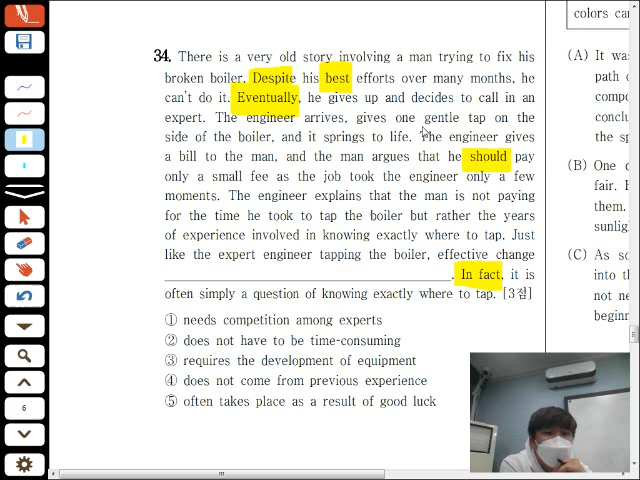 colors can
34. There is a very old story involving a man trying to fix his
broken boiler. Despite his best efforts over many months, he
can't do it. Eventually, he gives up and decides to call in an
expert. The engineer arrives, gives one gentle tap on the
side of the boiler, and it springs to life. The engineer gives
a bill to the man, and the man argues that he should pay
only a small fee as the job took the engineer only a few
moments. The engineer explains that the man is not paying
for the time he took to tap the boiler but rather the years
of experience involved in knowing exactly where to tap. Just
like the expert engineer tapping the boiler, effective change
. In fact, it is
often simply a question of knowing exactly where to tap. [3점]
① needs competition among experts
② does not have to be time-consuming
③ requires the development of equipment
④ does not come from previous experience
⑤ often takes place as a result of good luck
(A) It wa
path o
compo
conclu
the sp
(B) One o
fair. H
them.
sunlig
(C) As so
into th
not ne
beginn
6